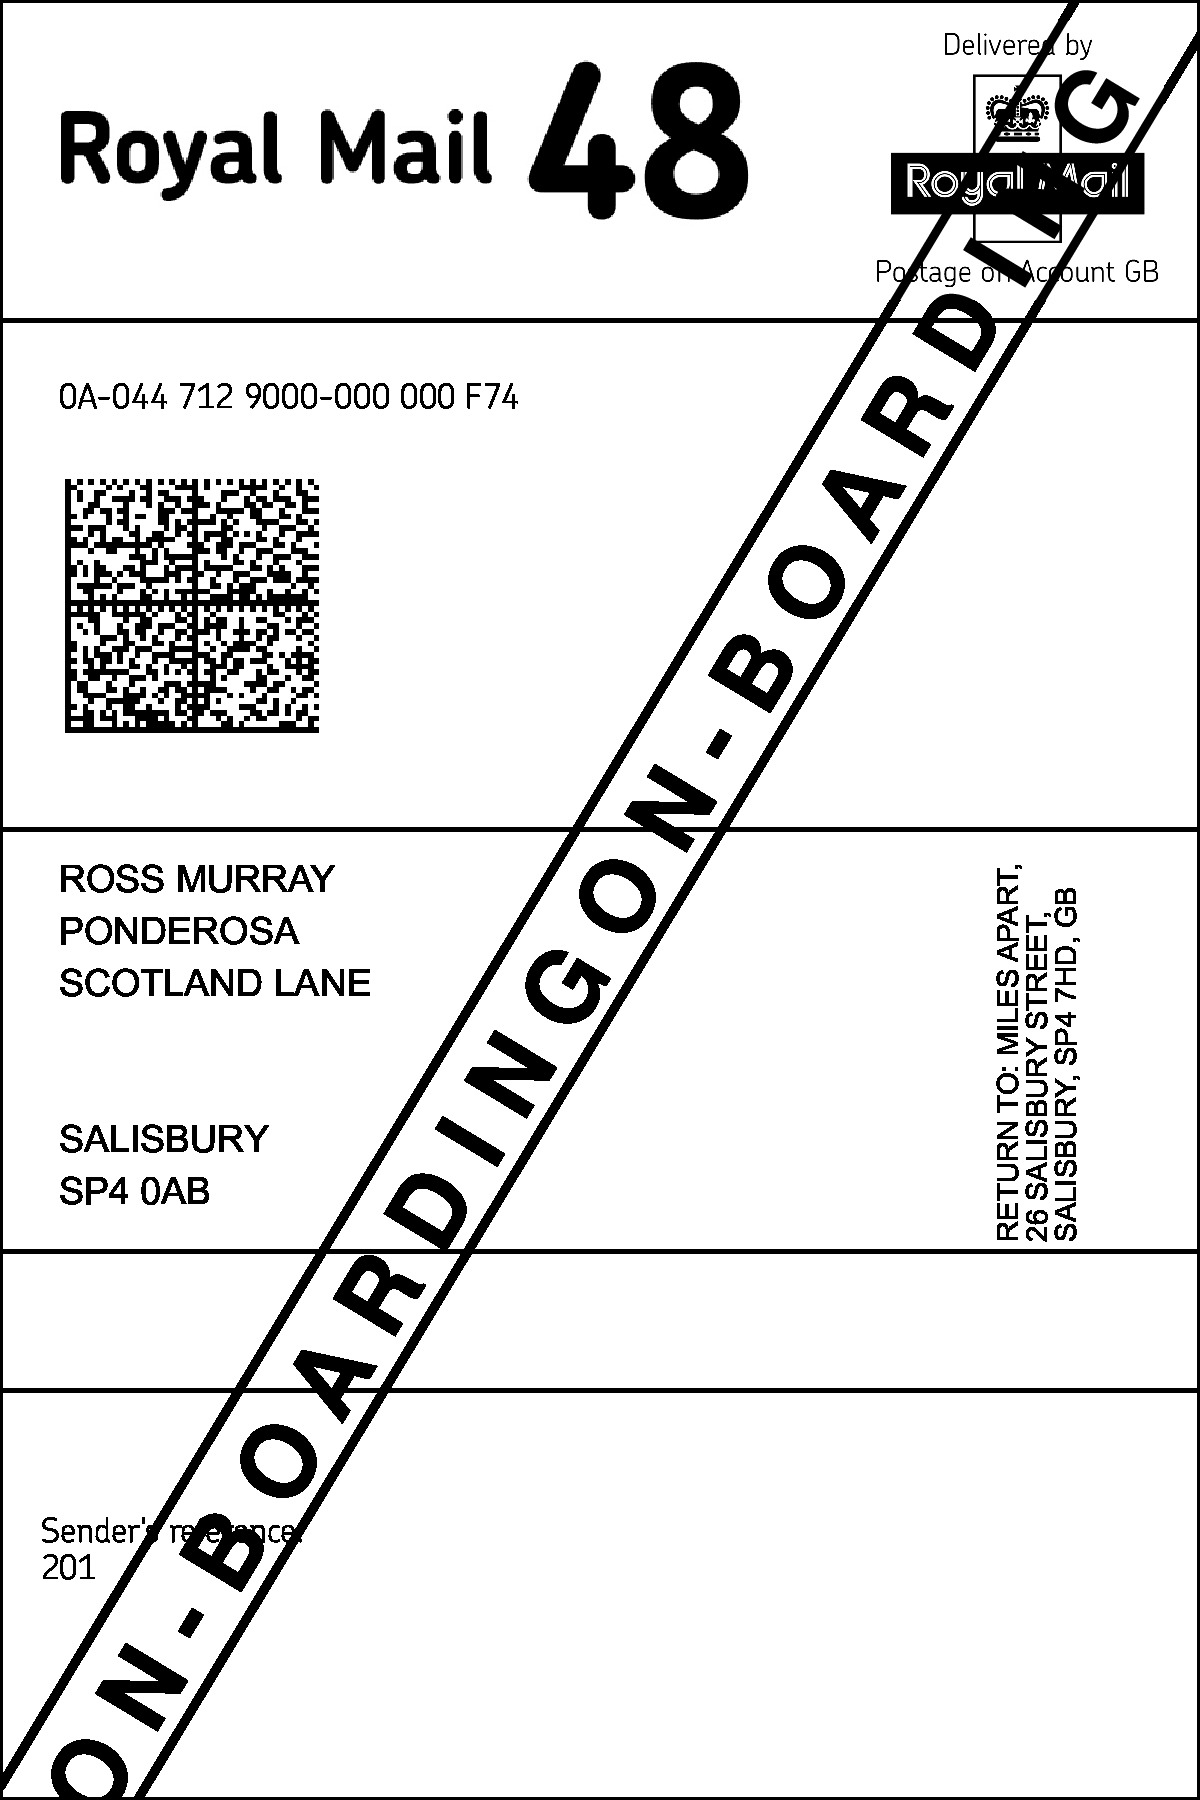 Royal Mail 48
Delivered by
Royal Mail
Postage on Account GB
0A-044 712 9000-000 000 F74
ROSS MURRAY
PONDEROSA
SCOTLAND LANE
SALISBURY
SP4 0AB
RETURN TO: MILES APART,
26 SALISBURY STREET,
SALISBURY, SP4 7HD, GB
Sender's reference:
201
ON-BOARDINGON-BOARDING